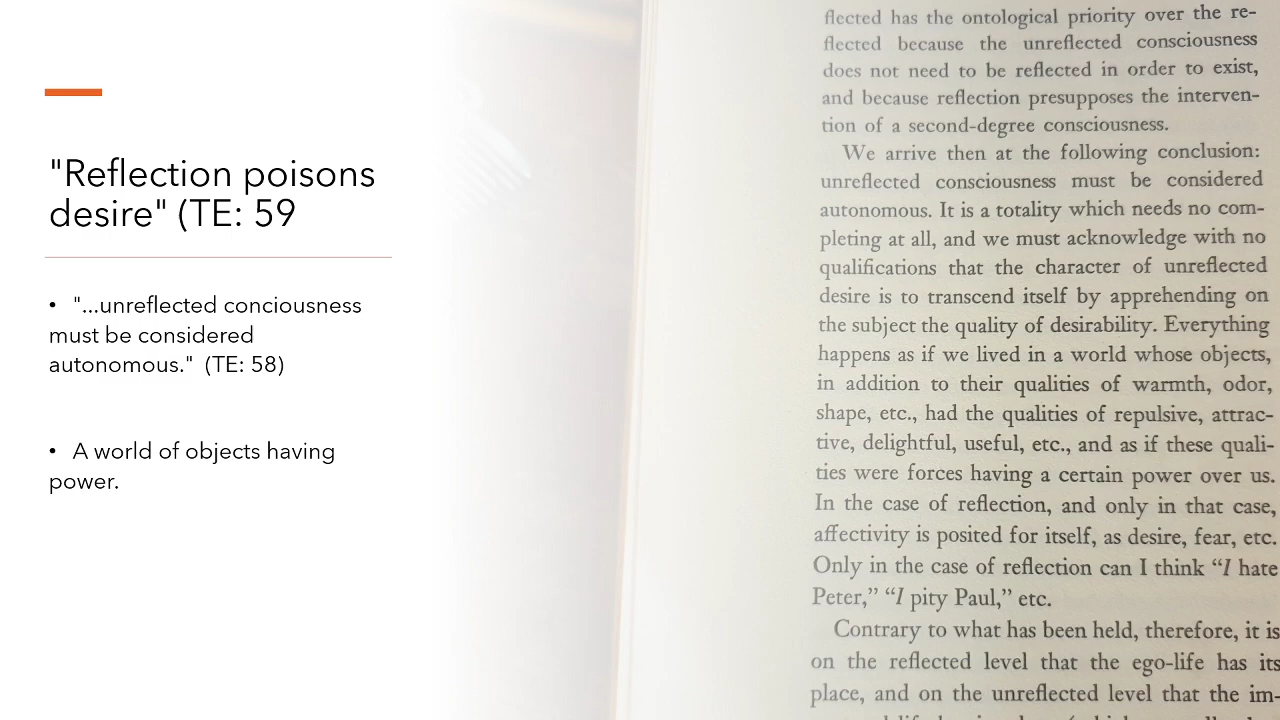 "Reflection poisons
desire" (TE: 59
• "...unreflected conciousness
must be considered
autonomous." (TE: 58)
• A world of objects having
power.
flected has the ontological priority over the re-
flected because the unreflected consciousness
does not need to be reflected in order to exist,
and because reflection presupposes the interven-
tion of a second-degree consciousness.
We arrive then at the following conclusion:
unreflected consciousness must be considered
autonomous. It is a totality which needs no com-
pleting at all, and we must acknowledge with no
qualifications that the character of unreflected
desire is to transcend itself by apprehending on
the subject the quality of desirability. Everything
happens as if we lived in a world whose objects,
in addition to their qualities of warmth, odor,
shape, etc., had the qualities of repulsive, attrac-
tive, delightful, useful, etc., and as if these quali-
ties were forces having a certain power over us.
In the case of reflection, and only in that case,
affectivity is posited for itself, as desire, fear, etc.
Only in the case of reflection can I think “I hate
Peter,” “I pity Paul,” etc.
Contrary to what has been held, therefore, it is
on the reflected level that the ego-life has its
place, and on the unreflected level that the im-